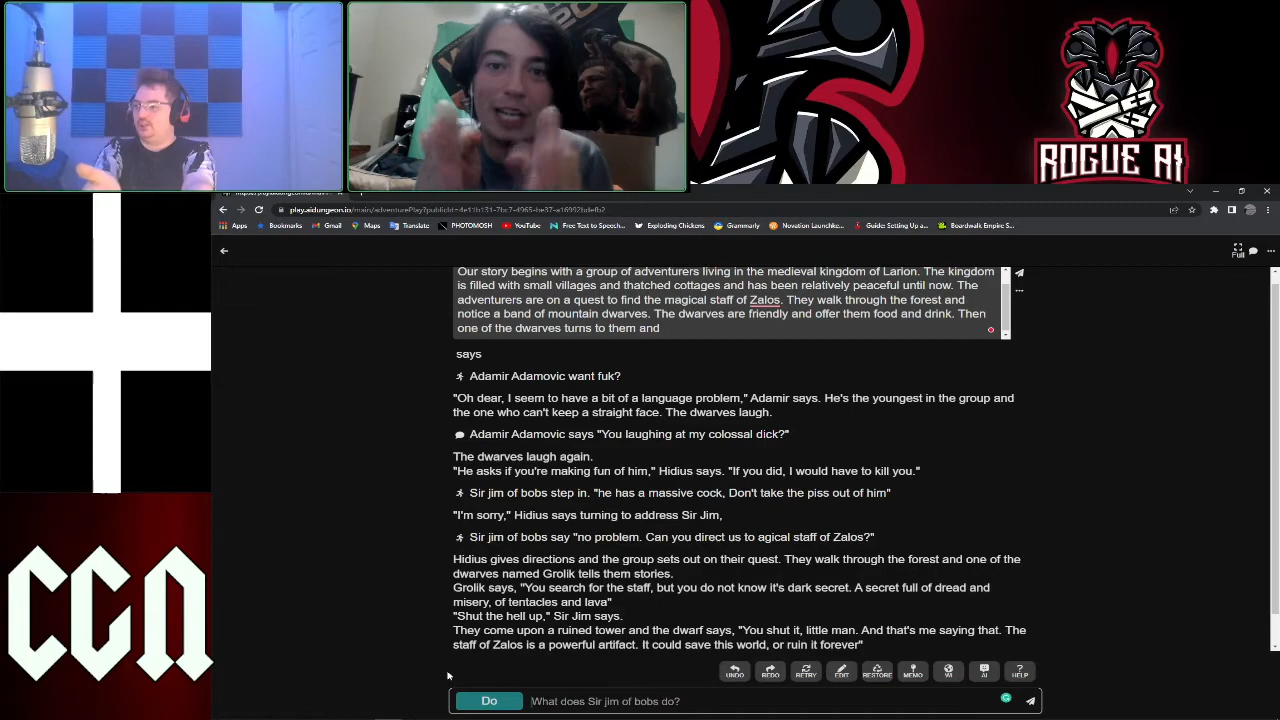 ROGUE AI
play.aidungeon.io/main/adventurePlay?publicId=4e11b131-7bc7-4965-be37-a16992bdefb2
Apps Bookmarks Gmail Maps Translate PHOTOMOSH YouTube Free Text to Speech... Exploding Chickens Grammarly Novation Launchke... Guide: Setting Up a... Boardwalk Empire S...
Full
Our story begins with a group of adventurers living in the medieval kingdom of Larion. The kingdom
is filled with small villages and thatched cottages and has been relatively peaceful until now. The
adventurers are on a quest to find the magical staff of Zalos. They walk through the forest and
notice a band of mountain dwarves. The dwarves are friendly and offer them food and drink. Then
one of the dwarves turns to them and
says
Adamir Adamovic want fuk?
"Oh dear, I seem to have a bit of a language problem," Adamir says. He's the youngest in the group and
the one who can't keep a straight face. The dwarves laugh.
Adamir Adamovic says "You laughing at my colossal dick?"
The dwarves laugh again.
"He asks if you're making fun of him," Hidius says. "If you did, I would have to kill you."
Sir jim of bobs step in. "he has a massive cock, Don't take the piss out of him"
"I'm sorry," Hidius says turning to address Sir Jim,
Sir jim of bobs say "no problem. Can you direct us to agical staff of Zalos?"
Hidius gives directions and the group sets out on their quest. They walk through the forest and one of the
dwarves named Grolik tells them stories.
Grolik says, "You search for the staff, but you do not know it's dark secret. A secret full of dread and
misery, of tentacles and lava"
"Shut the hell up," Sir Jim says.
They come upon a ruined tower and the dwarf says, "You shut it, little man. And that's me saying that. The
staff of Zalos is a powerful artifact. It could save this world, or ruin it forever"
UNDO REDO RETRY EDIT RESTORE MEMO WI AI HELP
Do What does Sir jim of bobs do?
CGN